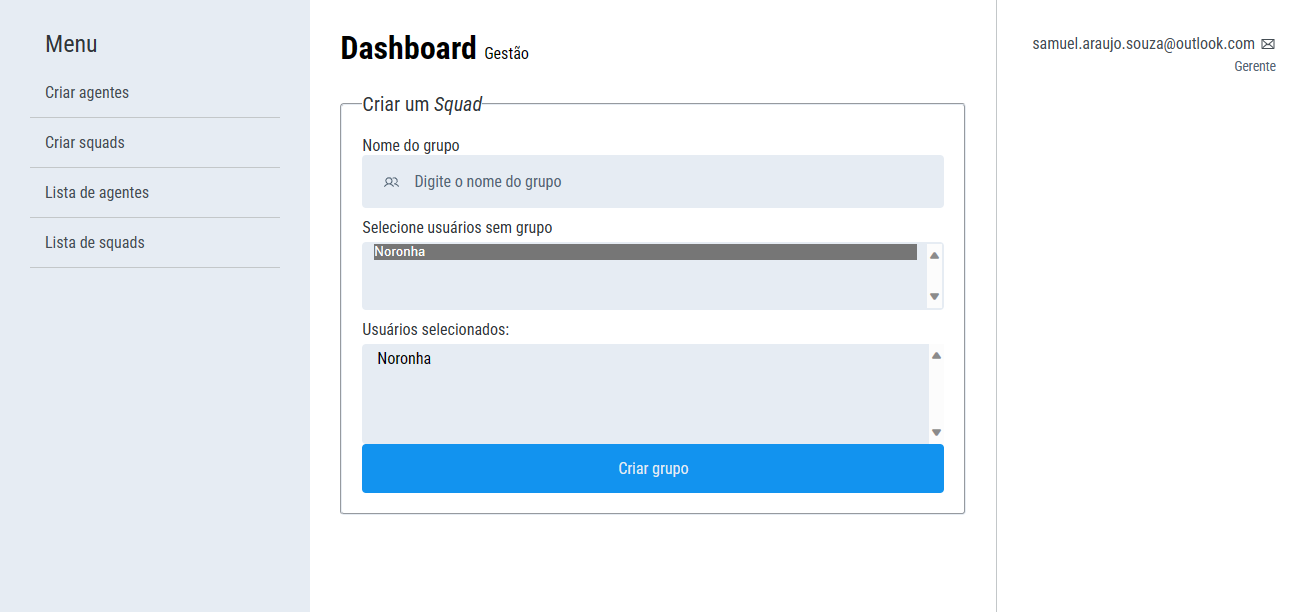 Menu
Criar agentes
Criar squads
Lista de agentes
Lista de squads
Dashboard Gestão
Criar um Squad
Nome do grupo
Digite o nome do grupo
Selecione usuários sem grupo
Noronha
Usuários selecionados:
Noronha
Criar grupo
samuel.araujo.souza@outlook.com
Gerente